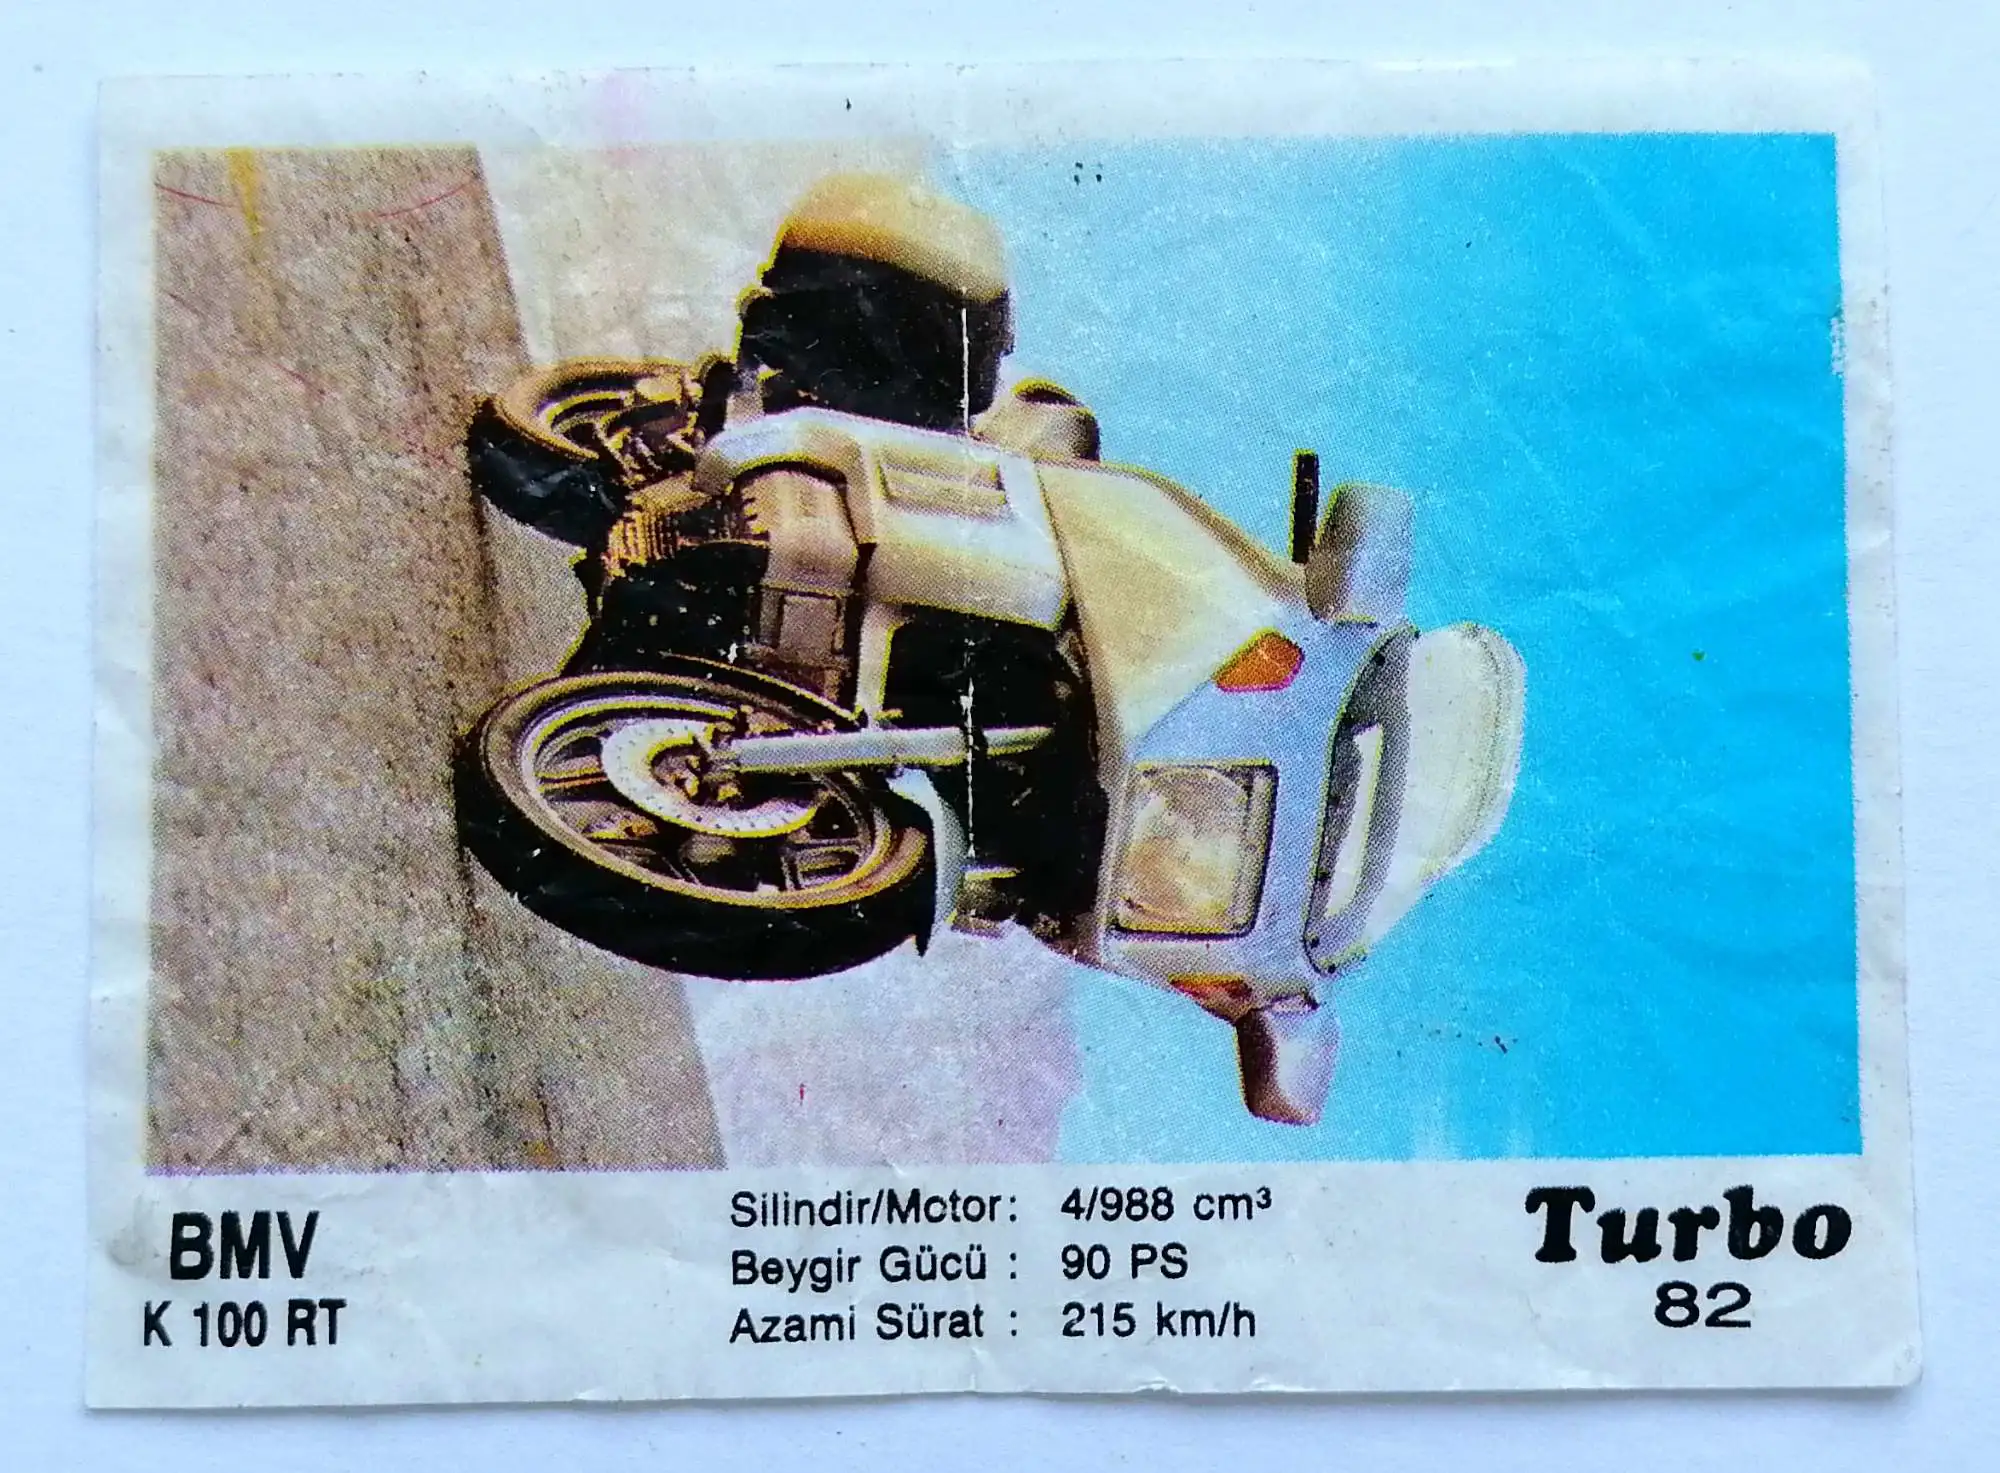 BMV
K 100 RT
Silindir/Motor: 4/988 cm³
Beygir Gücü : 90 PS
Azami Sürat : 215 km/h
Turbo
82